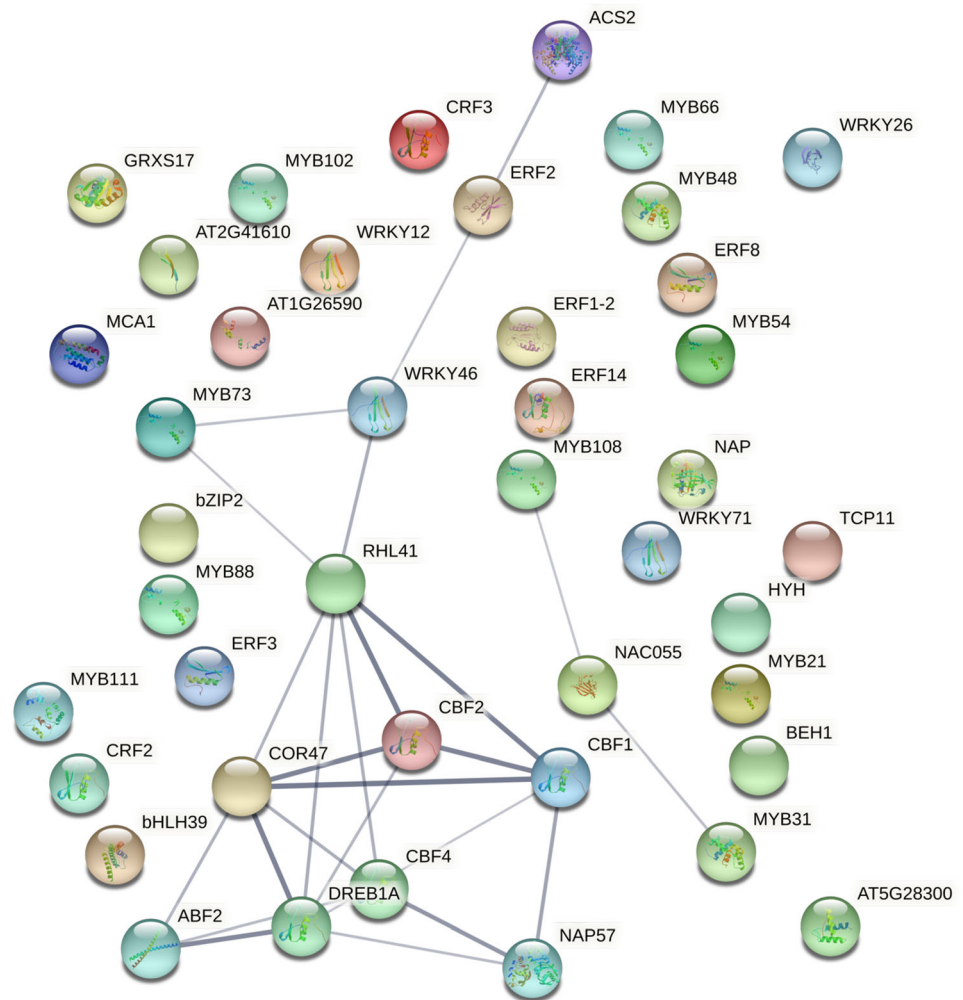 ACS2
CRF3
MYB66
WRKY26
GRXS17
MYB102
ERF2
MYB48
AT2G41610
WRKY12
ERF8
AT1G26590
ERF1-2
MCA1
MYB54
WRKY46
ERF14
MYB73
MYB108
NAP
bZIP2
WRKY71
TCP11
RHL41
MYB88
HYH
ERF3
NAC055
MYB21
MYB111
CBF2
BEH1
COR47
CBF1
CRF2
MYB31
bHLH39
CBF4
DREB1A
AT5G28300
ABF2
NAP57